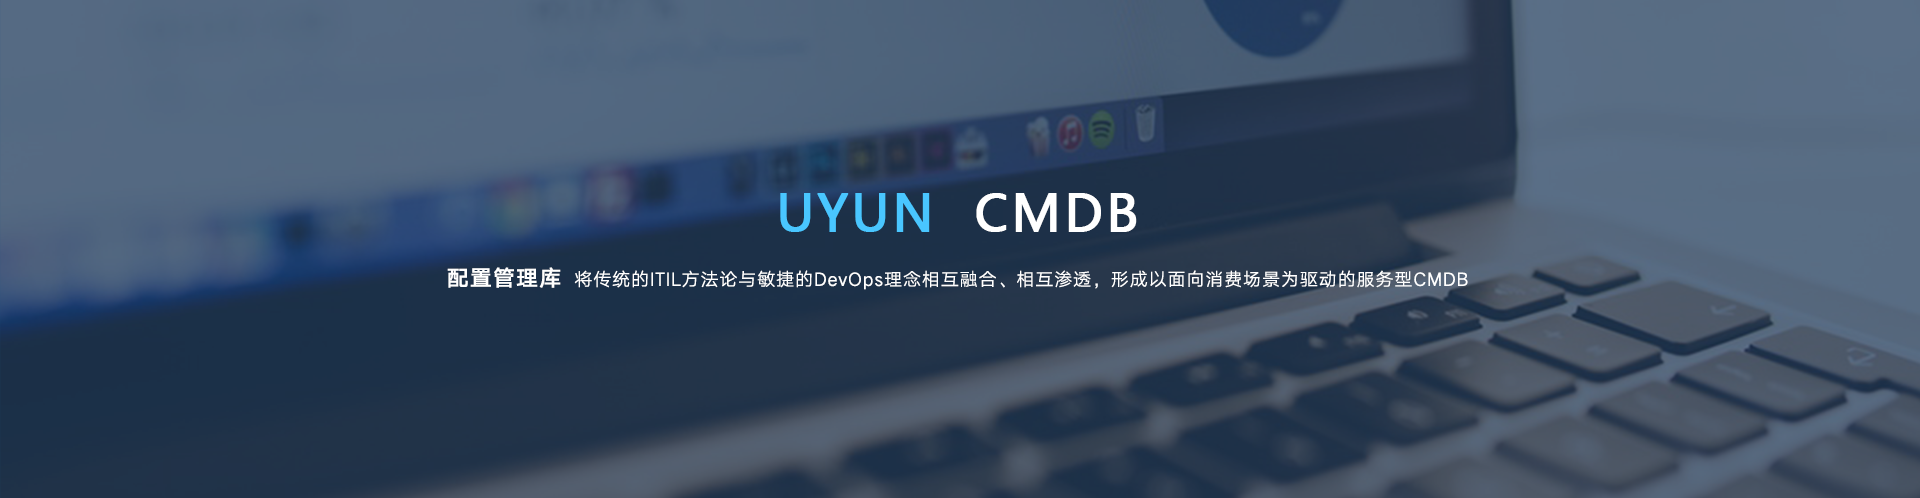 UYUN CMDB
配置管理库 将传统的ITIL方法论与敏捷的DevOps理念相互融合、相互渗透，形成以面向消费场景为驱动的服务型CMDB